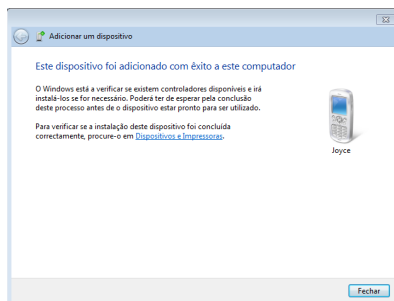 Adicionar um dispositivo
Este dispositivo foi adicionado com êxito a este computador
O Windows está a verificar se existem controladores disponíveis e irá
instalá-los se for necessário. Poderá ter de esperar pela conclusão
deste processo antes de o dispositivo estar pronto para ser utilizado.
Para verificar se a instalação deste dispositivo foi concluída
correctamente, procure-o em Dispositivos e Impressoras.
Joyce
Fechar